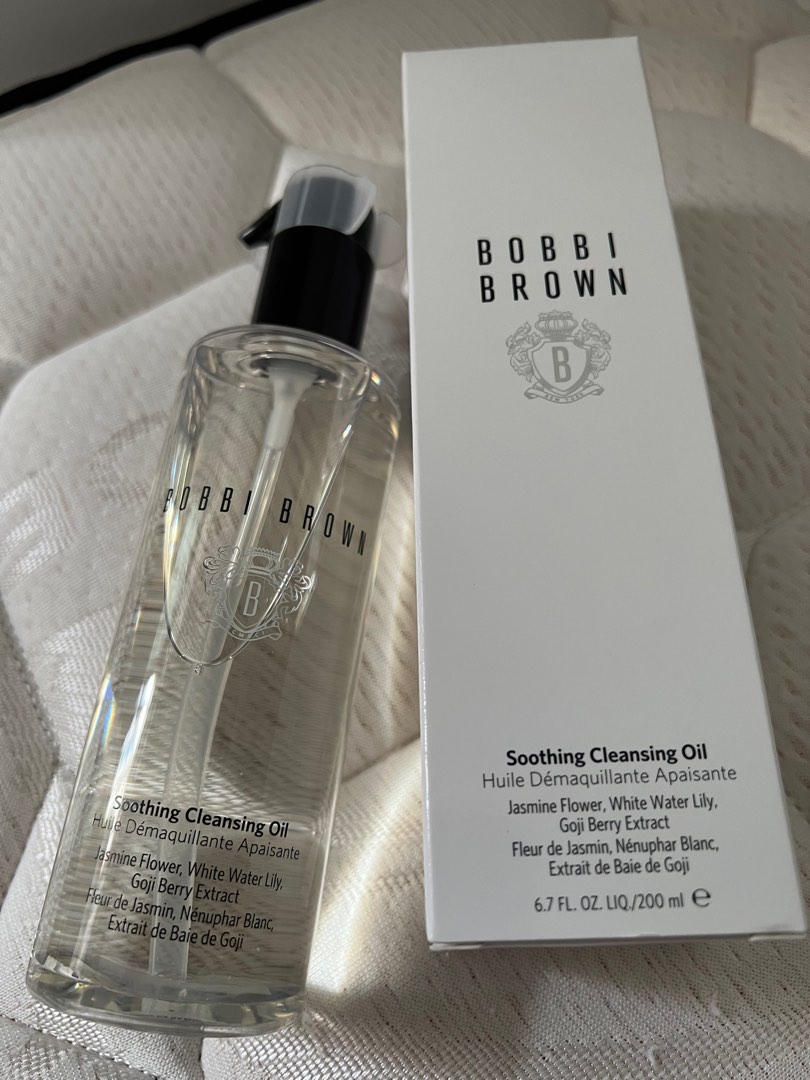 BOBBI BROWN
B
Soothing Cleansing Oil
Huile Démaquillante Apaisante
Jasmine Flower, White Water Lily,
Goji Berry Extract
Fleur de Jasmin, Nénuphar Blanc,
Extrait de Baie de Goji
BOBBI
BROWN
B
NEW YORK
Soothing Cleansing Oil
Huile Démaquillante Apaisante
Jasmine Flower, White Water Lily,
Goji Berry Extract
Fleur de Jasmin, Nénuphar Blanc,
Extrait de Baie de Goji
6.7 FL. OZ. LIQ./200 ml ℮